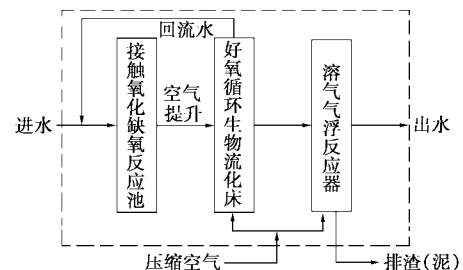 回流水
进水
接触氧化缺氧反应池
空气
提升
好氧循环生物流化床
溶气气浮反应器
出水
压缩空气
排渣(泥)